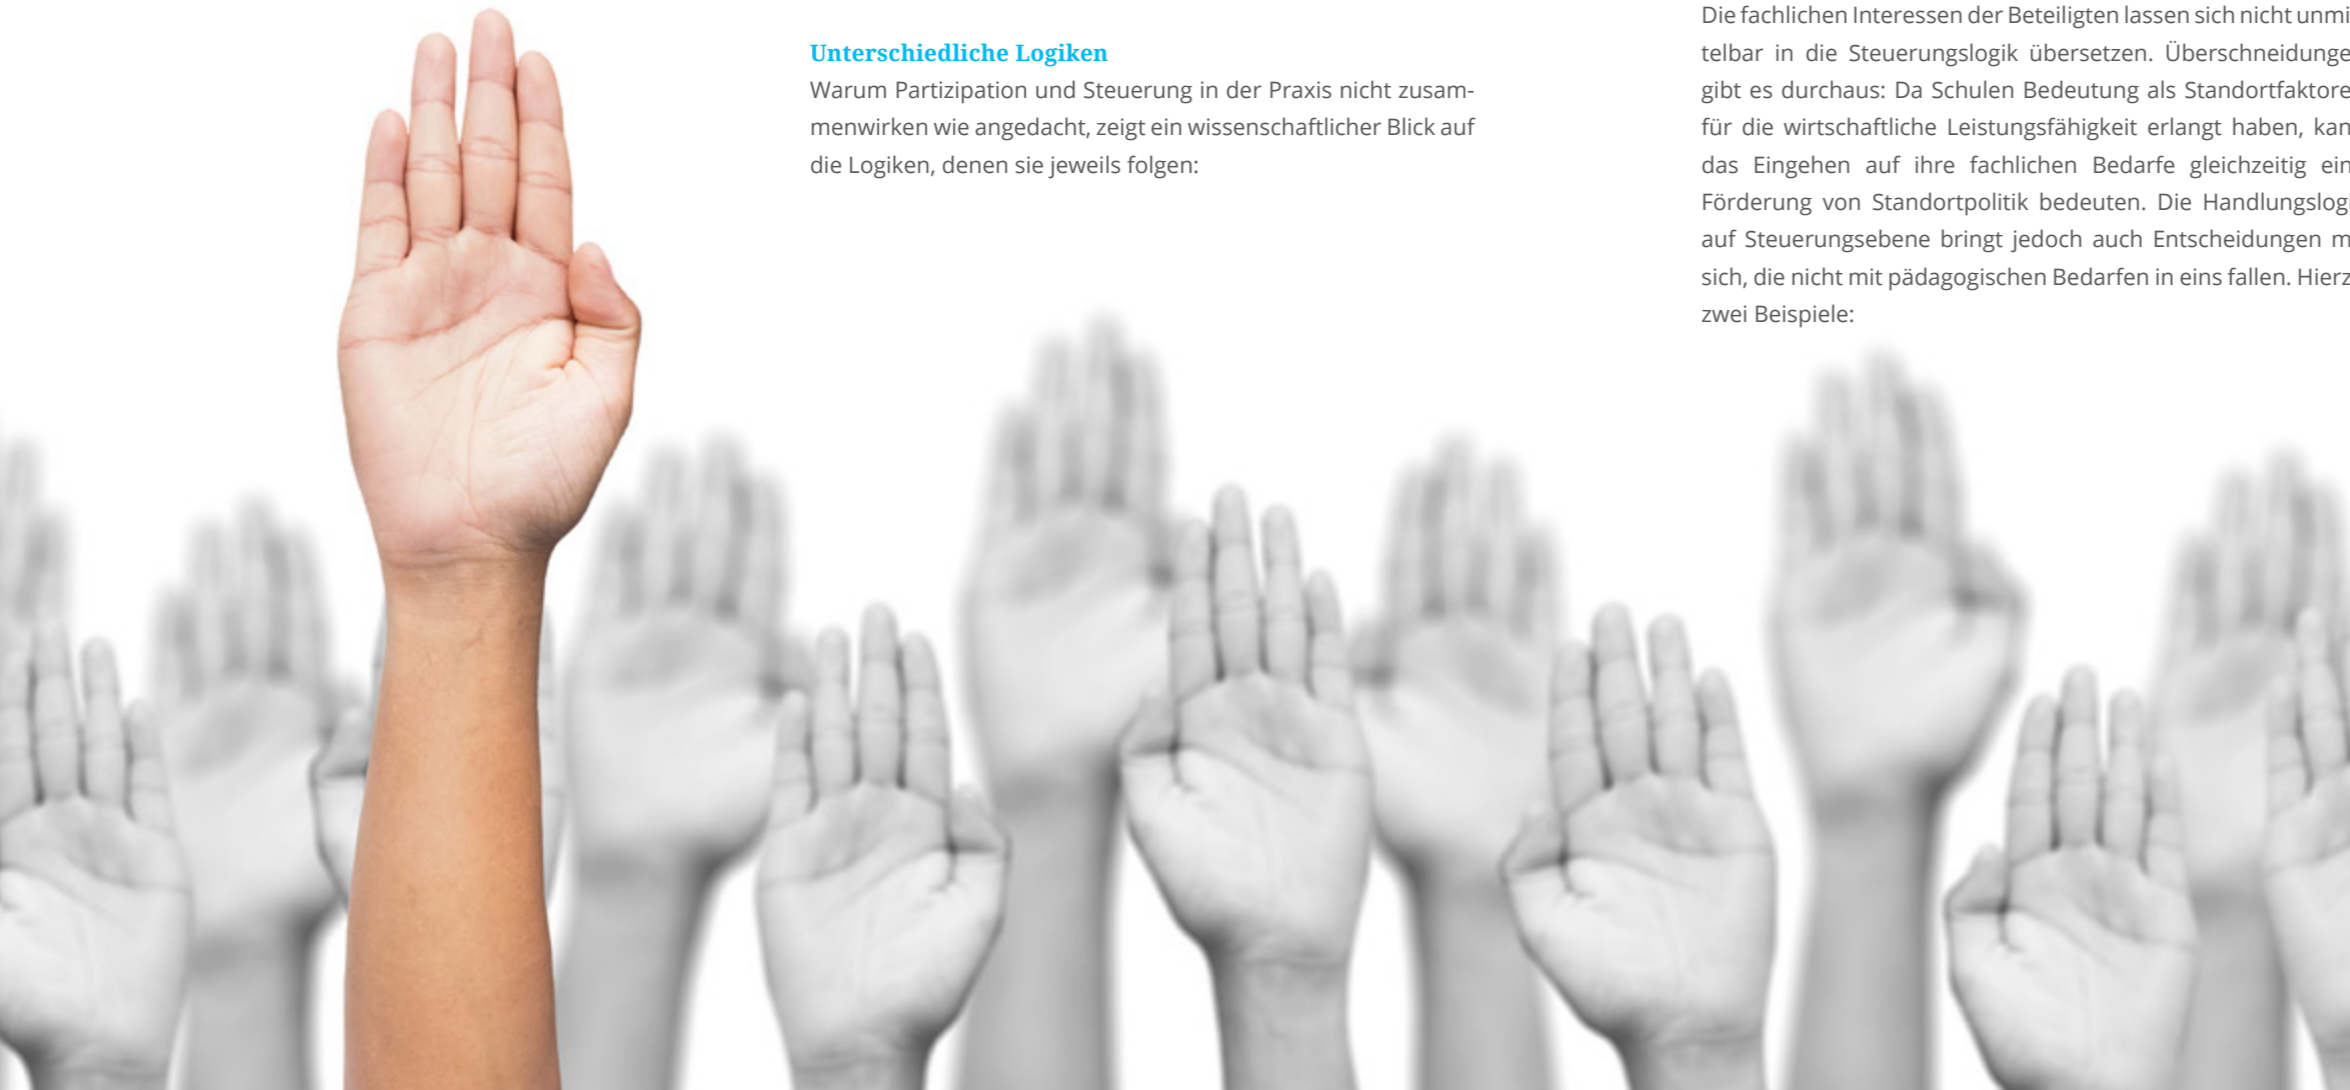 Unterschiedliche Logiken
Warum Partizipation und Steuerung in der Praxis nicht zusam-
menwirken wie angedacht, zeigt ein wissenschaftlicher Blick auf
die Logiken, denen sie jeweils folgen:
Die fachlichen Interessen der Beteiligten lassen sich nicht unmi
telbar in die Steuerungslogik übersetzen. Überschneidunge
gibt es durchaus: Da Schulen Bedeutung als Standortfaktore
für die wirtschaftliche Leistungsfähigkeit erlangt haben, kan
das Eingehen auf ihre fachlichen Bedarfe gleichzeitig ein
Förderung von Standortpolitik bedeuten. Die Handlungslogi
auf Steuerungsebene bringt jedoch auch Entscheidungen m
sich, die nicht mit pädagogischen Bedarfen in eins fallen. Hierz
zwei Beispiele: